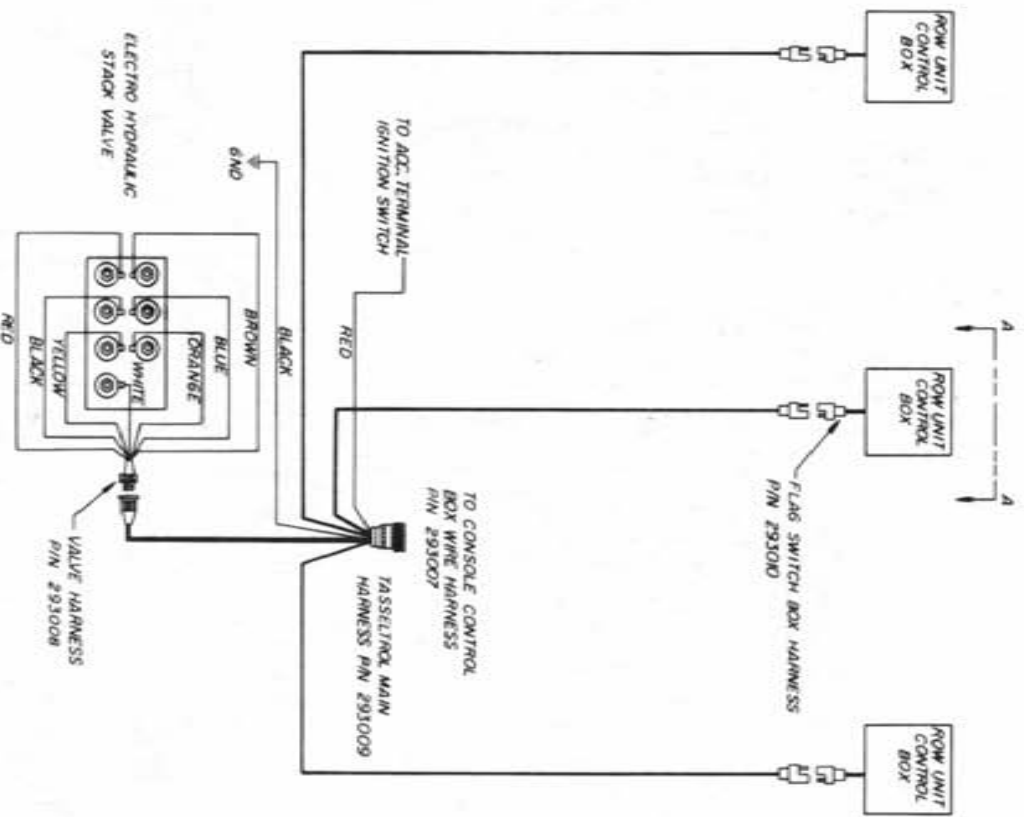 A
A
ROW UNIT
CONTROL
BOX
ROW UNIT
CONTROL
BOX
ROW UNIT
CONTROL
BOX
FLAG SWITCH BOX HARNESS
P/N 293010
TO CONSOLE CONTROL
BOX WIRE HARNESS
P/N 293007
TO ACC. TERMINAL
IGNITION SWITCH
RED
TASSELTROL MAIN
HARNESS P/N 293009
BLACK
GND
BROWN
BLUE
ORANGE
WHITE
YELLOW
BLACK
RED
ELECTRO HYDRAULIC
STACK VALVE
VALVE HARNESS
P/N 293008